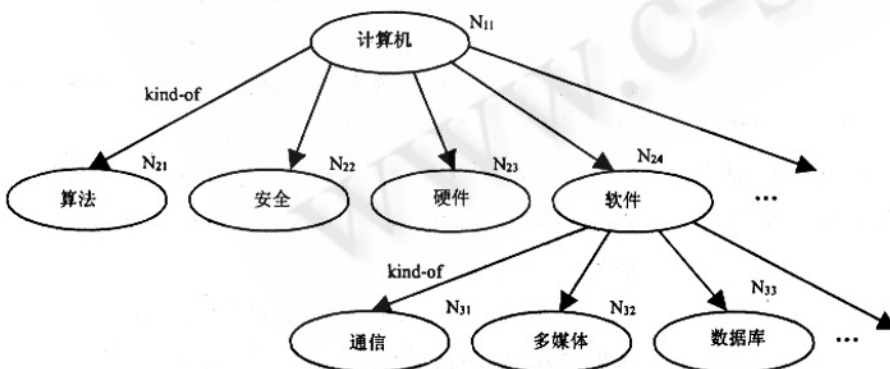 计算机
N11
kind-of
算法
N21
安全
N22
硬件
N23
软件
N24
...
kind-of
通信
N31
多媒体
N32
数据库
N33
...